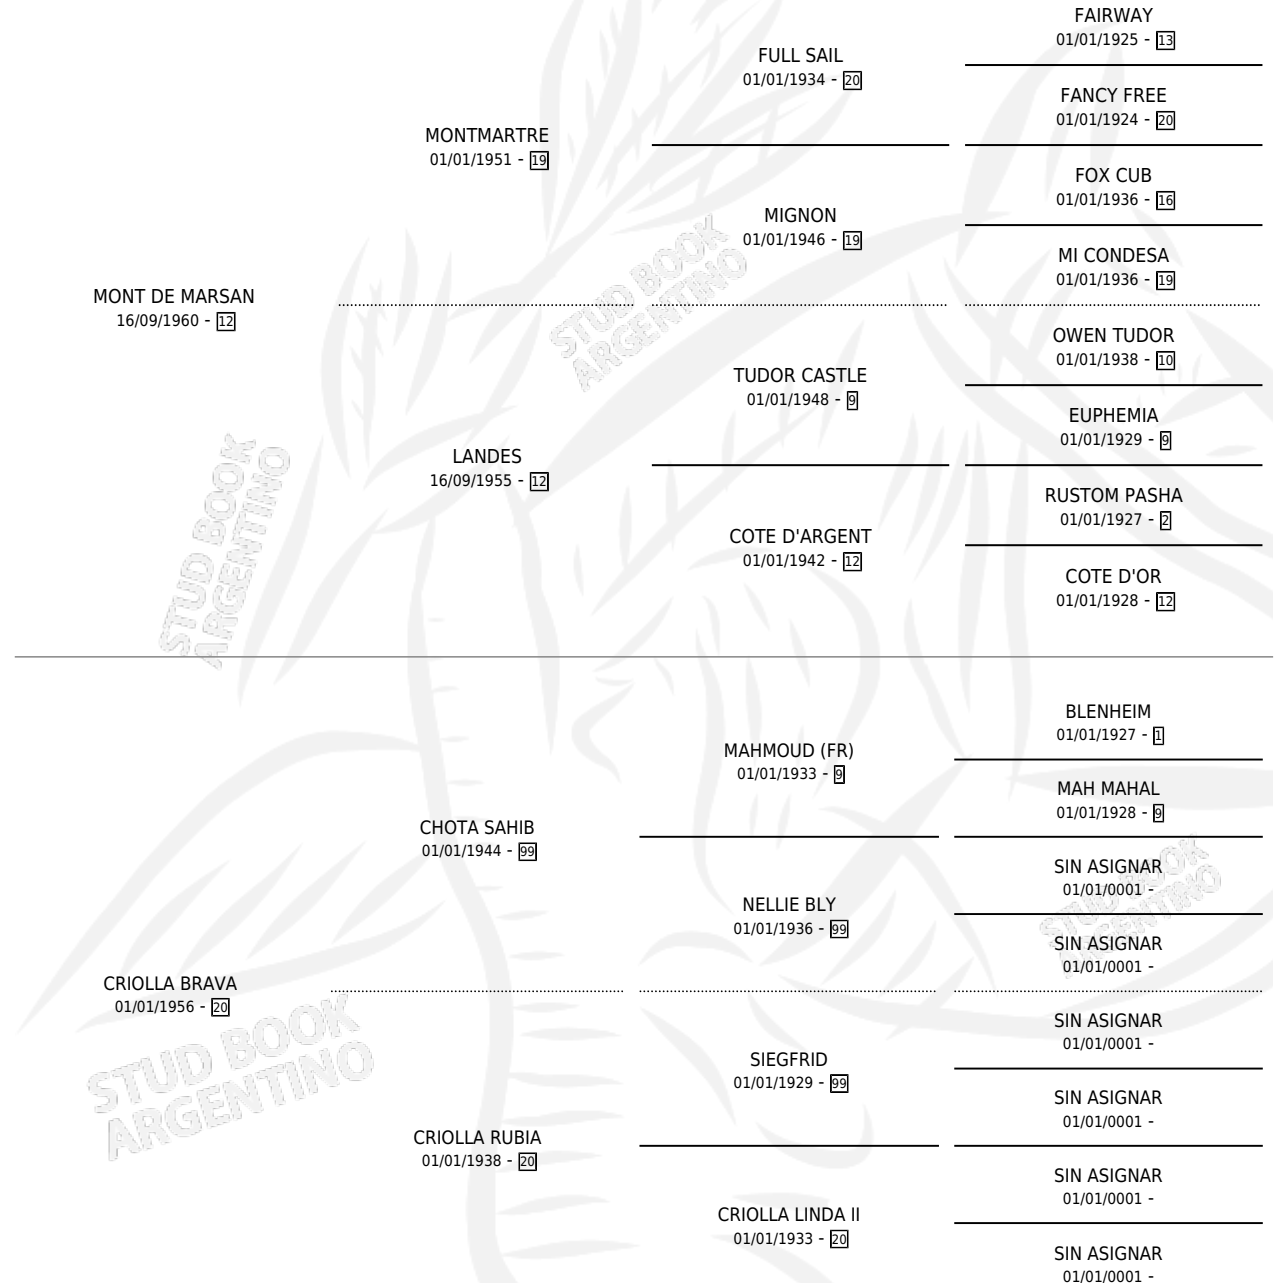 FAIRWAY
01/01/1925 - 13
FULL SAIL
01/01/1934 - 20
FANCY FREE
01/01/1924 - 20
MONTMARTRE
01/01/1951 - 19
FOX CUB
01/01/1936 - 16
MIGNON
01/01/1946 - 19
MI CONDESA
01/01/1936 - 19
MONT DE MARSAN
16/09/1960 - 12
STUD BOOK
ARGENTINO
OWEN TUDOR
01/01/1938 - 10
TUDOR CASTLE
01/01/1948 - 9
EUPHEMIA
01/01/1929 - 9
LANDES
16/09/1955 - 12
RUSTOM PASHA
01/01/1927 - 2
COTE D'ARGENT
01/01/1942 - 12
COTE D'OR
01/01/1928 - 12
STUD BOOK
ARGENTINO
BLENHEIM
01/01/1927 - 1
MAHMOUD (FR)
01/01/1933 - 9
MAH MAHAL
01/01/1928 - 9
CHOTA SAHIB
01/01/1944 - 99
SIN ASIGNAR
01/01/0001 -
NELLIE BLY
01/01/1936 - 99
STUD BOOK
ARGENTINO
SIN ASIGNAR
01/01/0001 -
CRIOLLA BRAVA
01/01/1956 - 20
SIN ASIGNAR
01/01/0001 -
SIEGFRID
01/01/1929 - 99
STUD BOOK
ARGENTINO
SIN ASIGNAR
01/01/0001 -
CRIOLLA RUBIA
01/01/1938 - 20
SIN ASIGNAR
01/01/0001 -
CRIOLLA LINDA II
01/01/1933 - 20
SIN ASIGNAR
01/01/0001 -